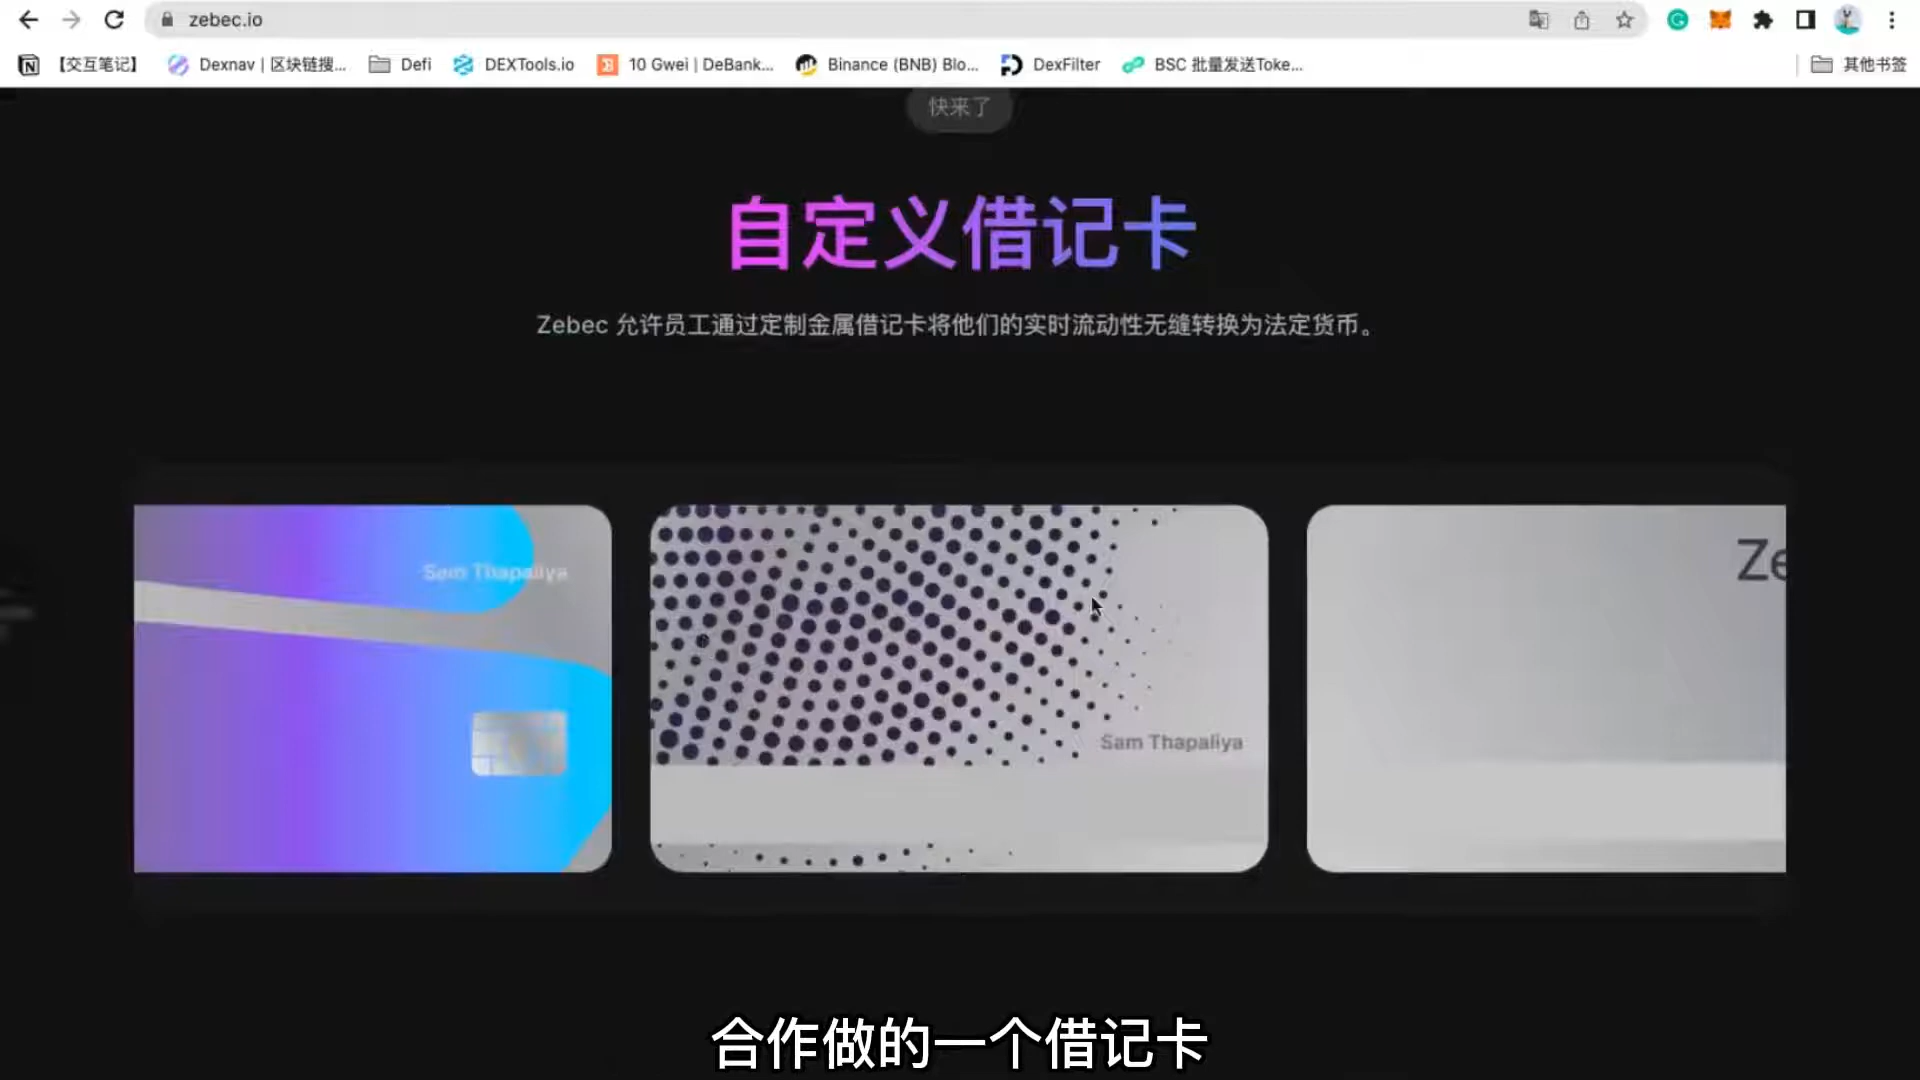 zebec.io
【交互笔记】 Dexnav | 区块链搜... Defi DEXTools.io 10 Gwei | DeBank... Binance (BNB) Blo... DexFilter BSC 批量发送Toke... 其他书签
快来了
自定义借记卡
Zebec 允许员工通过定制金属借记卡将他们的实时流动性无缝转换为法定货币。
Ze
Sam Thapaliya
Sam Thapaliya
合作做的一个借记卡